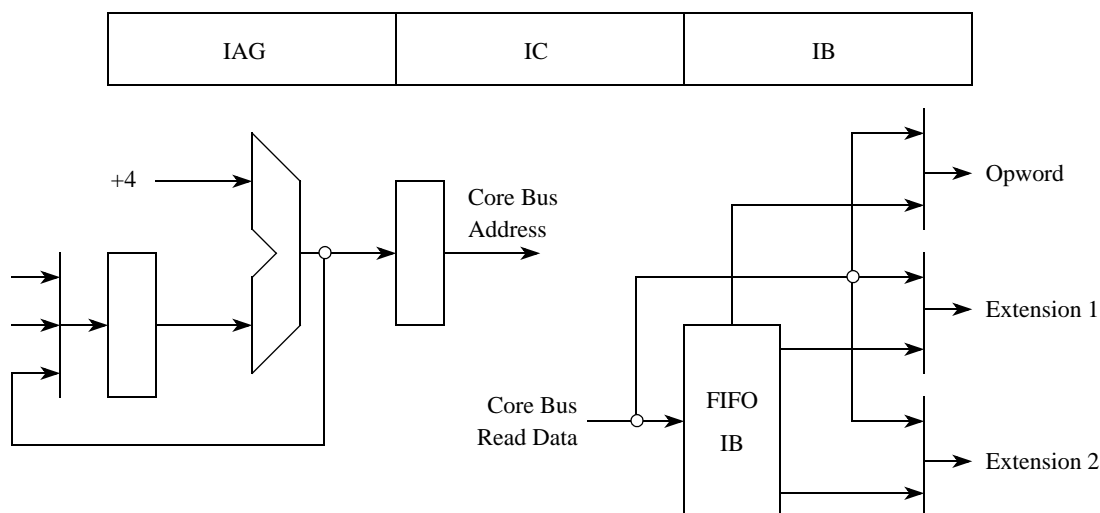 IAG
IC
IB
+4
Core Bus
Address
Opword
Extension 1
Core Bus
Read Data
FIFO
IB
Extension 2